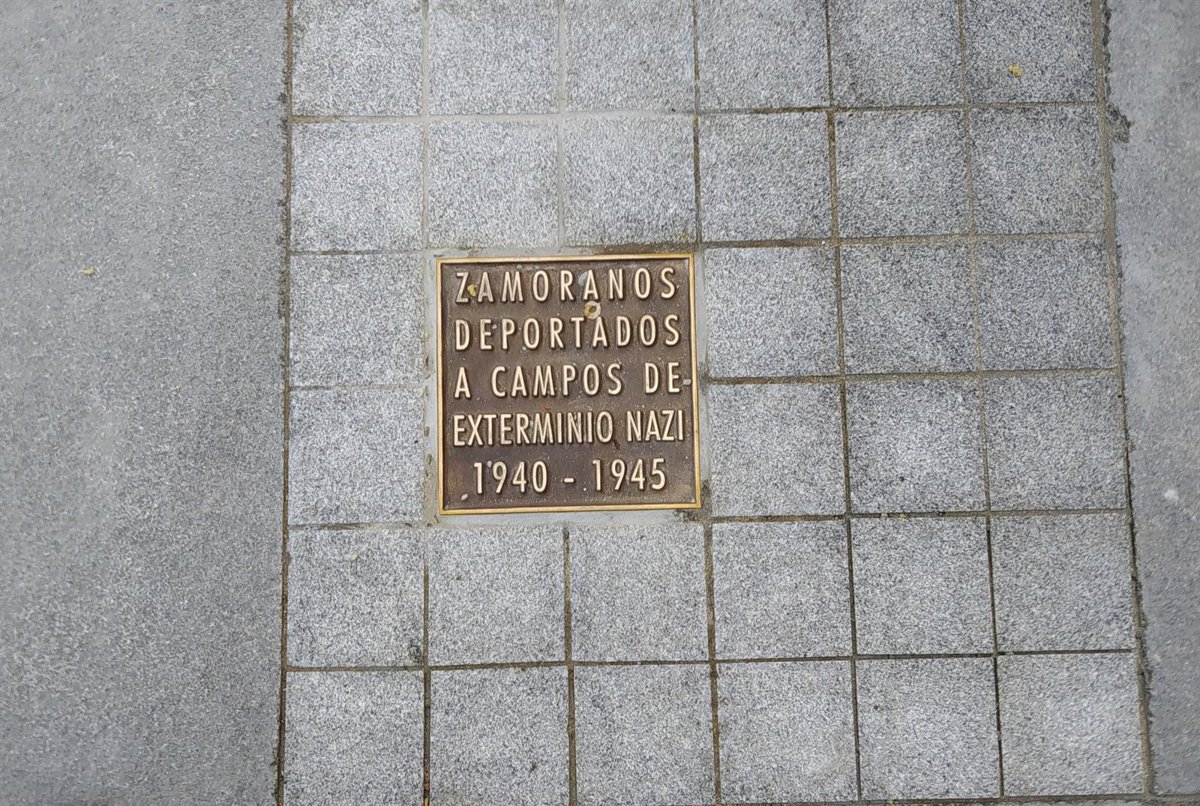 ZAMORANOS
DEPORTADOS
A CAMPOS DE
EXTERMINIO NAZI
1940 - 1945